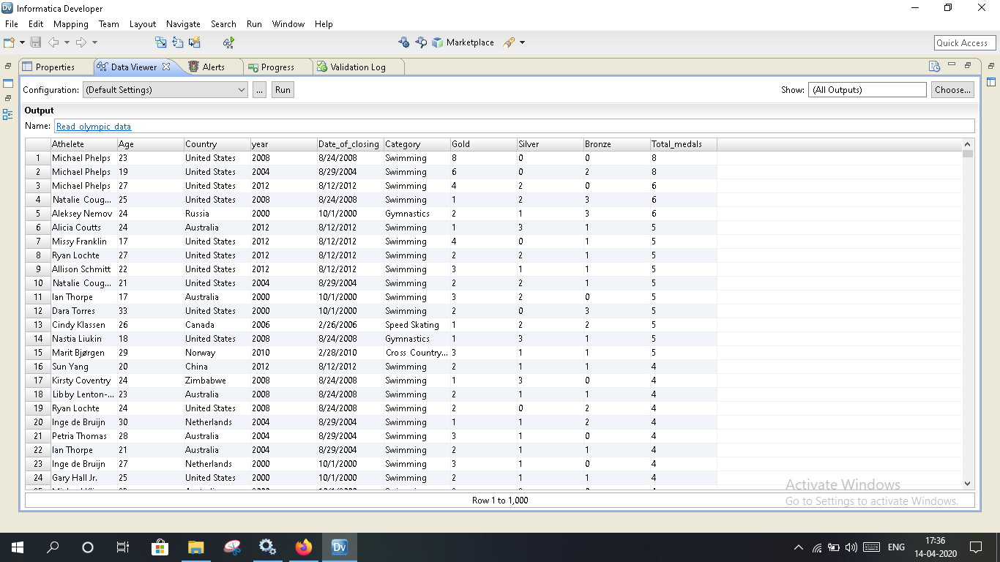 Informatica Developer
File Edit Mapping Team Layout Navigate Search Run Window Help
Marketplace Quick Access
Properties Data Viewer Alerts Progress Validation Log
Configuration: (Default Settings) ... Run Show: (All Outputs) Choose...
Output
Name: Read_olympic_data
Athelete Age Country year Date_of_closing Category Gold Silver Bronze Total_medals
1 Michael Phelps 23 United States 2008 8/24/2008 Swimming 8 0 0 8
2 Michael Phelps 19 United States 2004 8/29/2004 Swimming 6 0 2 8
3 Michael Phelps 27 United States 2012 8/12/2012 Swimming 4 2 0 6
4 Natalie Coug... 25 United States 2008 8/24/2008 Swimming 1 2 3 6
5 Aleksey Nemov 24 Russia 2000 10/1/2000 Gymnastics 2 1 3 6
6 Alicia Coutts 24 Australia 2012 8/12/2012 Swimming 1 3 1 5
7 Missy Franklin 17 United States 2012 8/12/2012 Swimming 4 0 1 5
8 Ryan Lochte 27 United States 2012 8/12/2012 Swimming 2 2 1 5
9 Allison Schmitt 22 United States 2012 8/12/2012 Swimming 3 1 1 5
10 Natalie Coug... 21 United States 2004 8/29/2004 Swimming 2 2 1 5
11 Ian Thorpe 17 Australia 2000 10/1/2000 Swimming 3 2 0 5
12 Dara Torres 33 United States 2000 10/1/2000 Swimming 2 0 3 5
13 Cindy Klassen 26 Canada 2006 2/26/2006 Speed Skating 1 2 2 5
14 Nastia Liukin 18 United States 2008 8/24/2008 Gymnastics 1 3 1 5
15 Marit Bjørgen 29 Norway 2010 2/28/2010 Cross Country... 3 1 1 5
16 Sun Yang 20 China 2012 8/12/2012 Swimming 2 1 1 4
17 Kirsty Coventry 24 Zimbabwe 2008 8/24/2008 Swimming 1 3 0 4
18 Libby Lenton-... 23 Australia 2008 8/24/2008 Swimming 2 1 1 4
19 Ryan Lochte 24 United States 2008 8/24/2008 Swimming 2 0 2 4
20 Inge de Bruijn 30 Netherlands 2004 8/29/2004 Swimming 1 1 2 4
21 Petria Thomas 28 Australia 2004 8/29/2004 Swimming 3 1 0 4
22 Ian Thorpe 21 Australia 2004 8/29/2004 Swimming 2 1 1 4
23 Inge de Bruijn 27 Netherlands 2000 10/1/2000 Swimming 3 1 0 4
24 Gary Hall Jr. 25 United States 2000 10/1/2000 Swimming 2 1 1 4
Activate Windows
Go to Settings to activate Windows.
Row 1 to 1,000
Dv ENG 17:36
14-04-2020